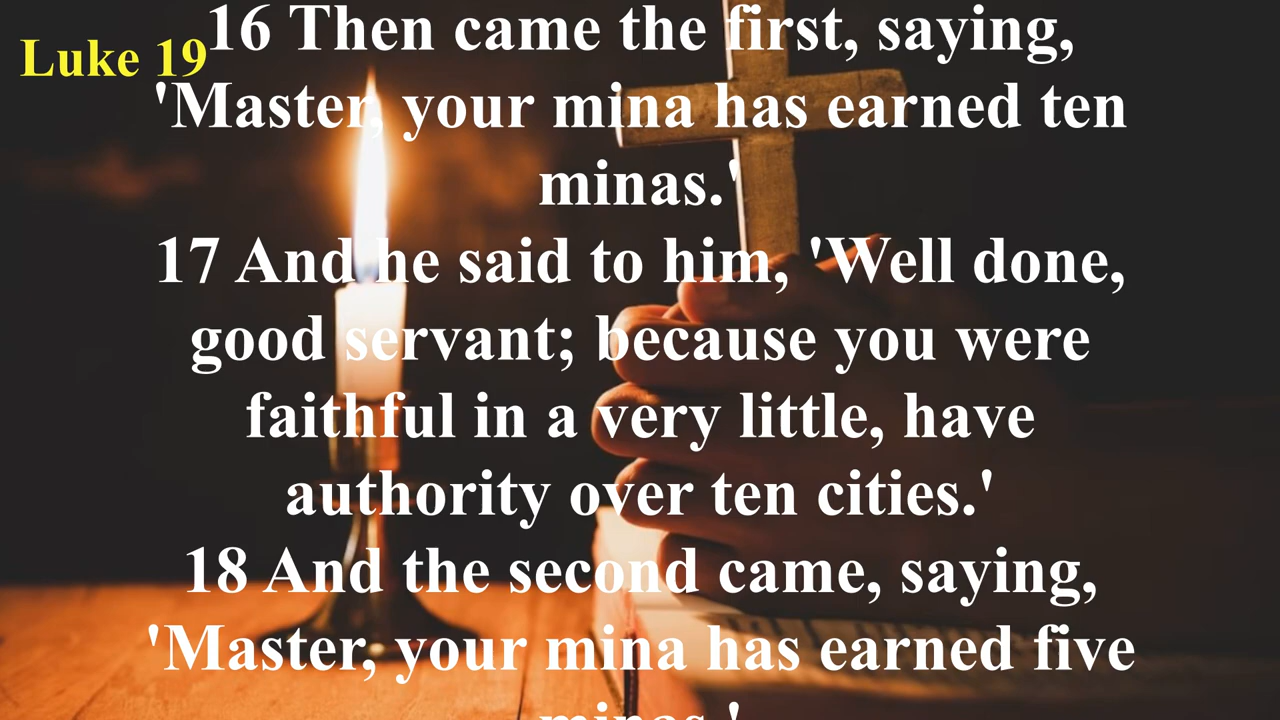 Luke 19
16 Then came the first, saying,
'Master, your mina has earned ten
minas.'
17 And he said to him, 'Well done,
good servant; because you were
faithful in a very little, have
authority over ten cities.'
18 And the second came, saying,
'Master, your mina has earned five
minas.'